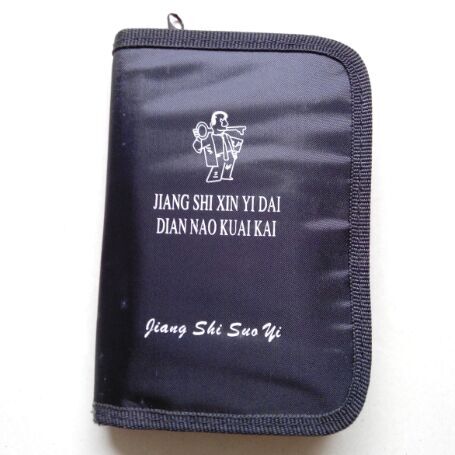 JIANG SHI XIN YI DAI
DIAN NAO KUAI KAI
Jiang Shi Suo Yi